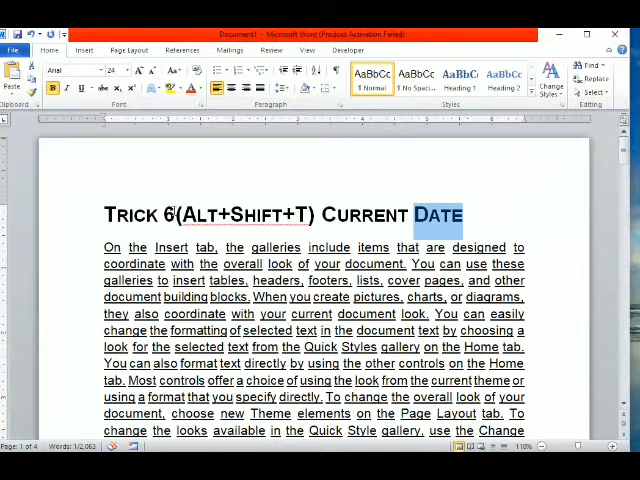 Document1 - Microsoft Word (Product Activation Failed)
File Home Insert Page Layout References Mailings Review View Developer
Paste Arial 24 AaBbCc AaBbCc AaBbC AaBbCc Find
B I U Replace
¶ Normal ¶ No Spaci... Heading 1 Heading 2 Change Styles Select
Clipboard Font Paragraph Styles Editing
TRICK 6(ALT+SHIFT+T) CURRENT DATE
On the Insert tab, the galleries include items that are designed to
coordinate with the overall look of your document. You can use these
galleries to insert tables, headers, footers, lists, cover pages, and other
document building blocks. When you create pictures, charts, or diagrams,
they also coordinate with your current document look. You can easily
change the formatting of selected text in the document text by choosing a
look for the selected text from the Quick Styles gallery on the Home tab.
You can also format text directly by using the other controls on the Home
tab. Most controls offer a choice of using the look from the current theme or
using a format that you specify directly. To change the overall look of your
document, choose new Theme elements on the Page Layout tab. To
change the looks available in the Quick Style gallery, use the Change
Page: 1 of 4 Words: 1/2,063 110%